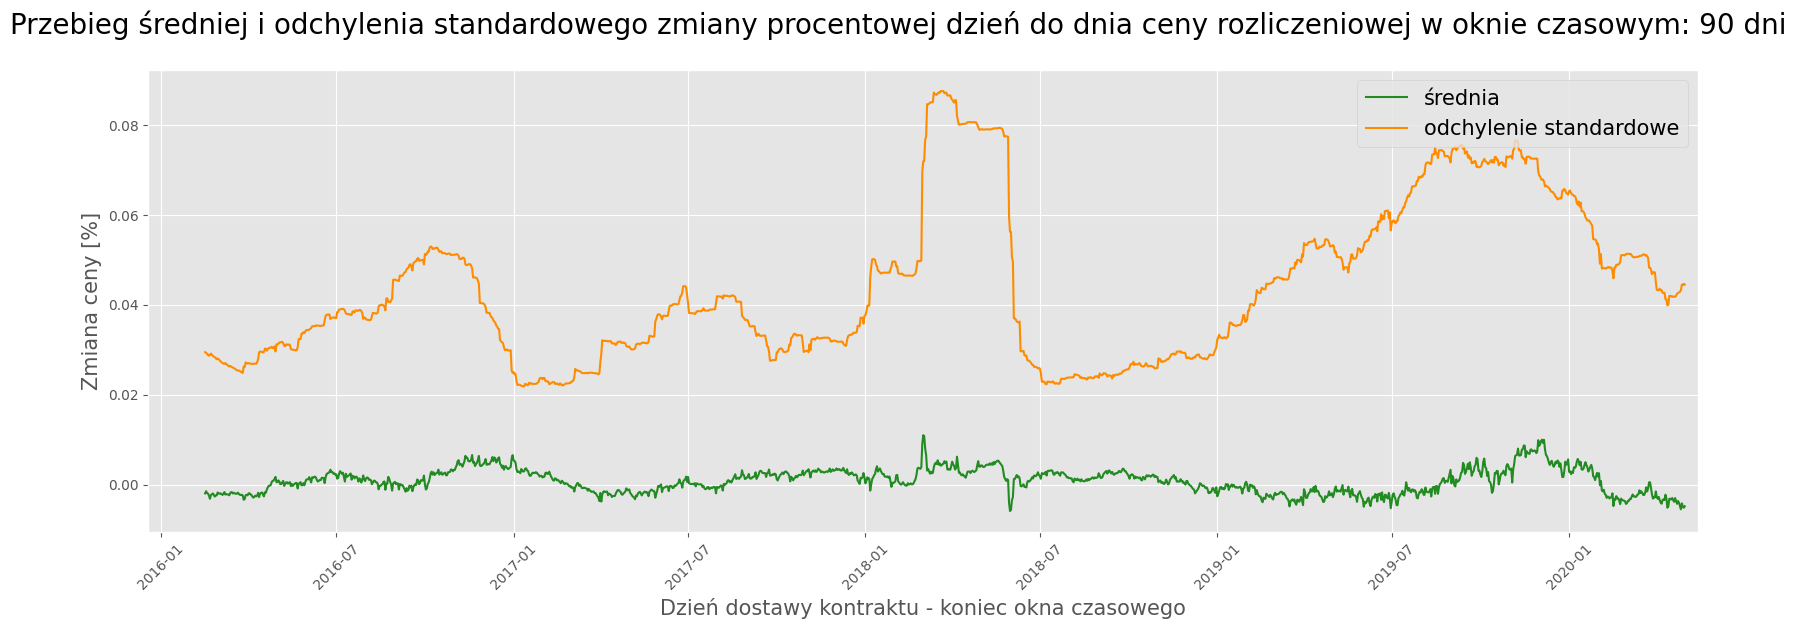 Przebieg średniej i odchylenia standardowego zmiany procentowej dzień do dnia ceny rozliczeniowej w oknie czasowym: 90 dni
średnia
odchylenie standardowe
Zmiana ceny [%]
0.08
0.06
0.04
0.02
0.00
2016-01
2016-07
2017-01
2017-07
2018-01
2018-07
2019-01
2019-07
2020-01
Dzień dostawy kontraktu - koniec okna czasowego